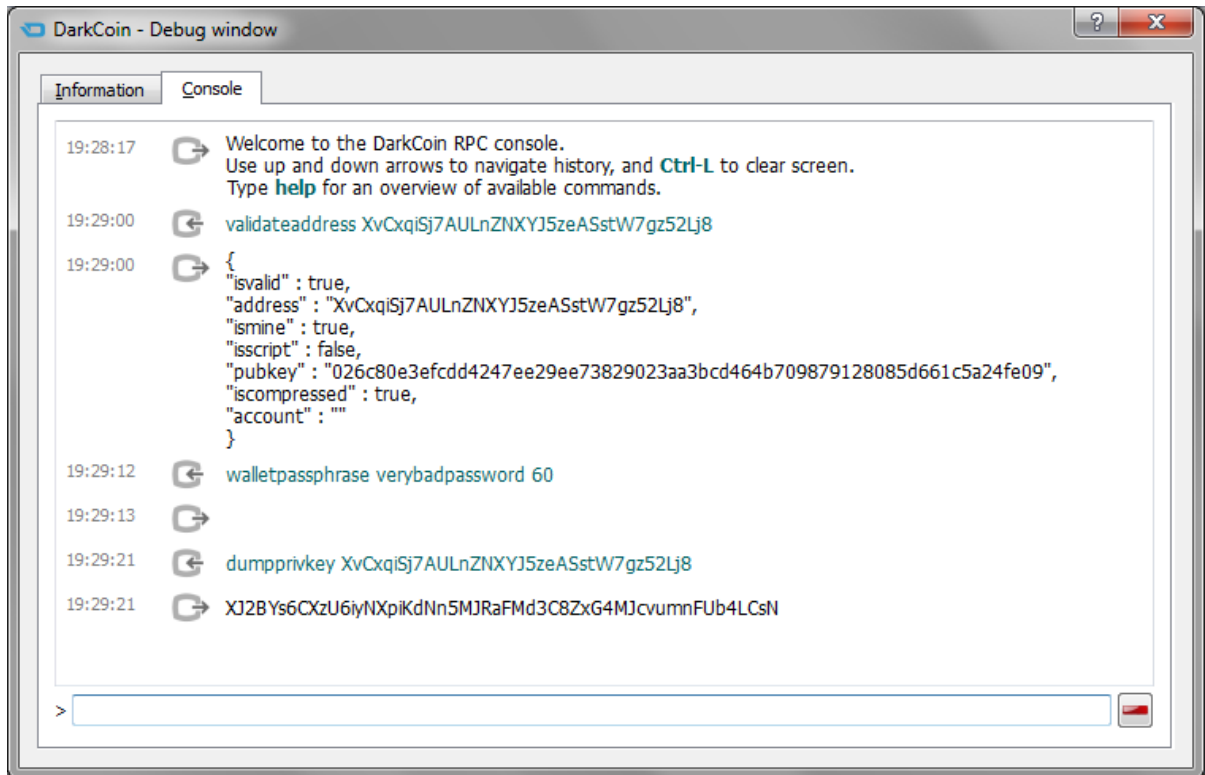 DarkCoin - Debug window
Information
Console
19:28:17
Welcome to the DarkCoin RPC console.
Use up and down arrows to navigate history, and Ctrl-L to clear screen.
Type help for an overview of available commands.
19:29:00
validateaddress XvCxqiSj7AULnZNXYJ5zeASstW7gz52Lj8
19:29:00
{
"isvalid" : true,
"address" : "XvCxqiSj7AULnZNXYJ5zeASstW7gz52Lj8",
"ismine" : true,
"isscript" : false,
"pubkey" : "026c80e3efcdd4247ee29ee73829023aa3bcd464b709879128085d661c5a24fe09",
"iscompressed" : true,
"account" : ""
}
19:29:12
walletpassphrase verybadpassword 60
19:29:13
19:29:21
dumpprivkey XvCxqiSj7AULnZNXYJ5zeASstW7gz52Lj8
19:29:21
XJ2BYs6CXzU6iyNXpiKdNn5MJRaFMd3C8ZxG4MJcvumnFUb4LCsN
>